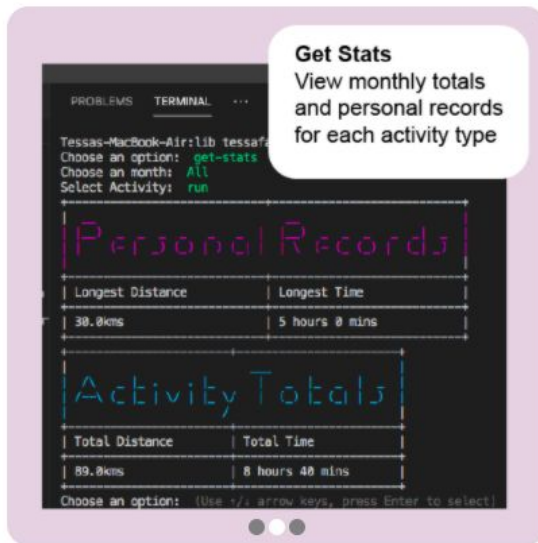 Get Stats
View monthly totals
and personal records
for each activity type
PROBLEMS TERMINAL ...
Tessas-MacBook-Air:lib tessafa
Choose an option: get-stats
Choose an month: All
Select Activity: run
Personal Records
Longest Distance Longest Time
30.0kms 5 hours 0 mins
Activity Totals
Total Distance Total Time
89.0kms 8 hours 40 mins
Choose an option: (Use ↑/↓ arrow keys, press Enter to select)